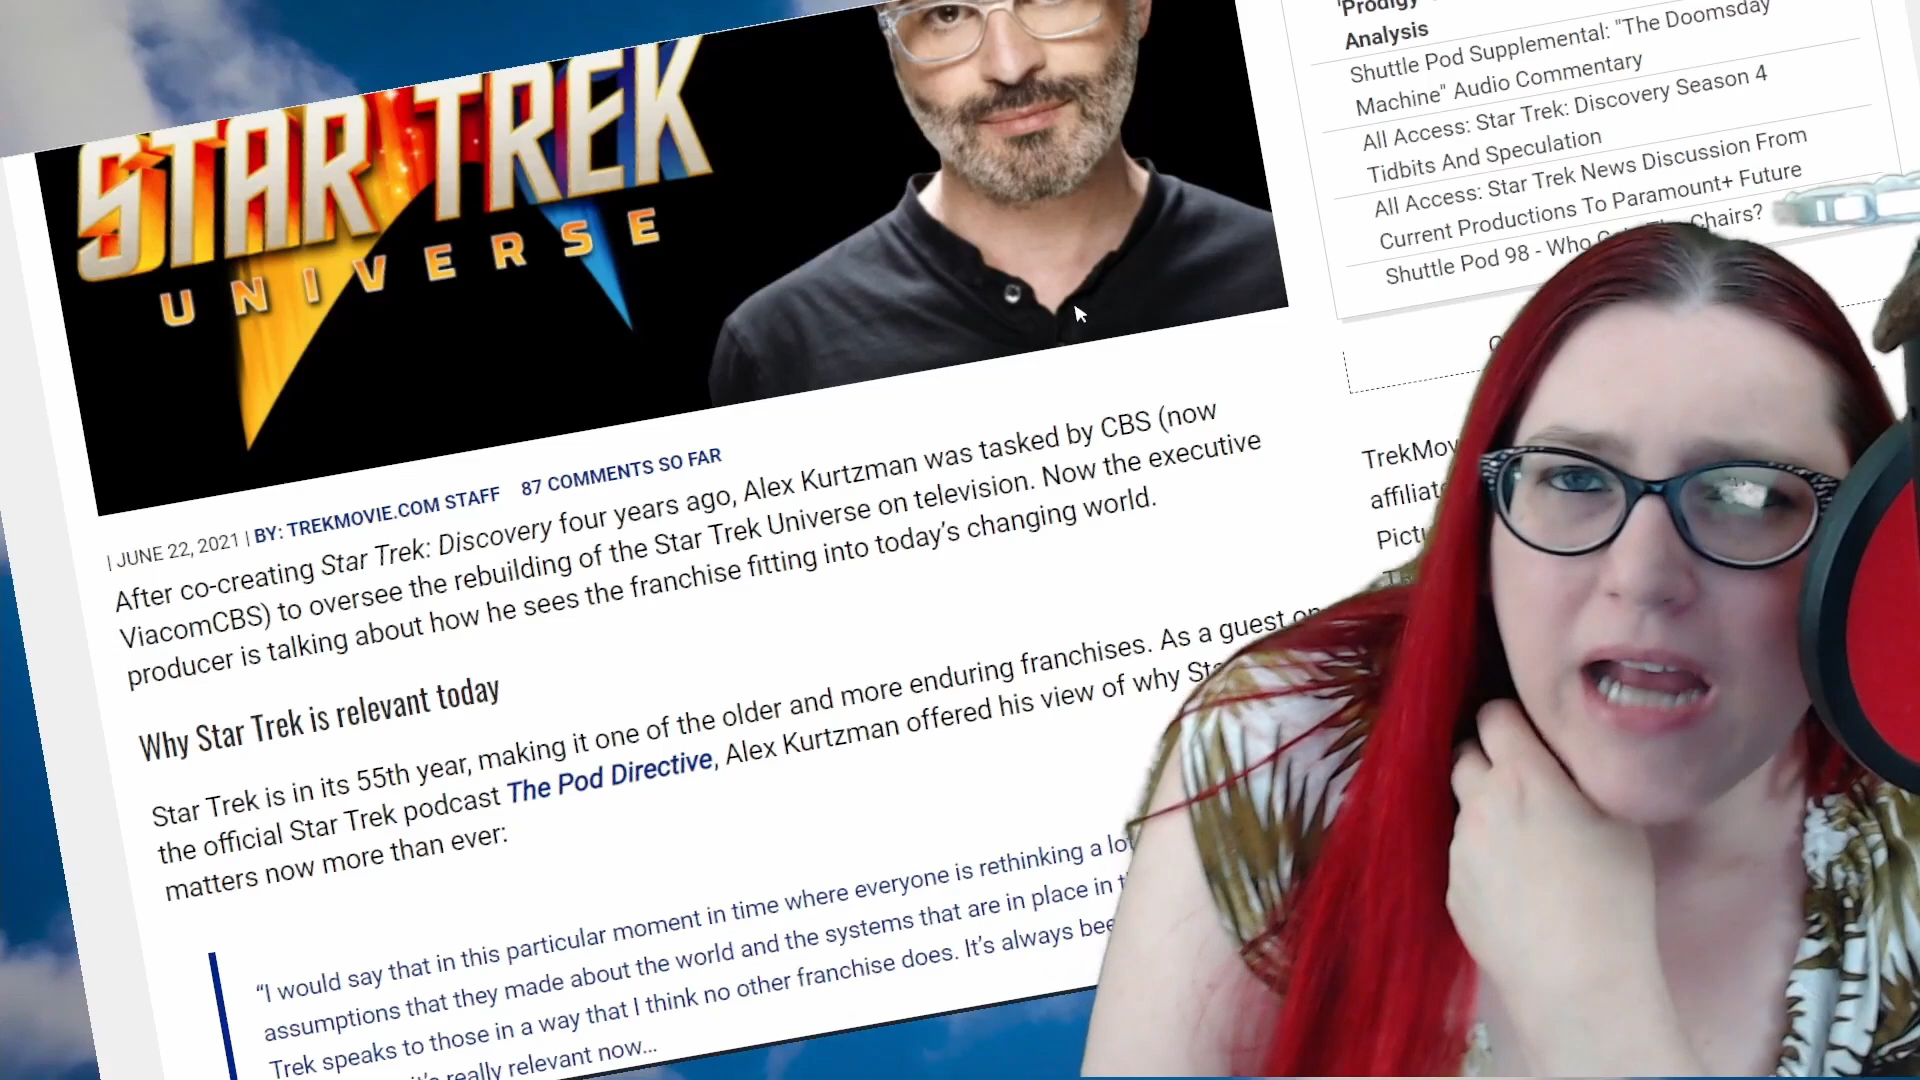 STAR TREK
UNIVERSE
| JUNE 22, 2021 | BY: TREKMOVIE.COM STAFF 87 COMMENTS SO FAR
After co-creating Star Trek: Discovery four years ago, Alex Kurtzman was tasked by CBS (now
ViacomCBS) to oversee the rebuilding of the Star Trek Universe on television. Now the executive
producer is talking about how he sees the franchise fitting into today's changing world.
Why Star Trek is relevant today
Star Trek is in its 55th year, making it one of the older and more enduring franchises. As a guest on
the official Star Trek podcast The Pod Directive, Alex Kurtzman offered his view of why
matters now more than ever:
“I would say that in this particular moment in time where everyone is rethinking a lot
assumptions that they made about the world and the systems that are in place in
Trek speaks to those in a way that I think no other franchise does. It's always
it's really relevant now...
'Prodigy
Analysis
Shuttle Pod Supplemental: "The Doomsday
Machine" Audio Commentary
All Access: Star Trek: Discovery Season 4
Tidbits And Speculation
All Access: Star Trek News Discussion From
Current Productions To Paramount+ Future
Shuttle Pod 98 - Who Chairs?